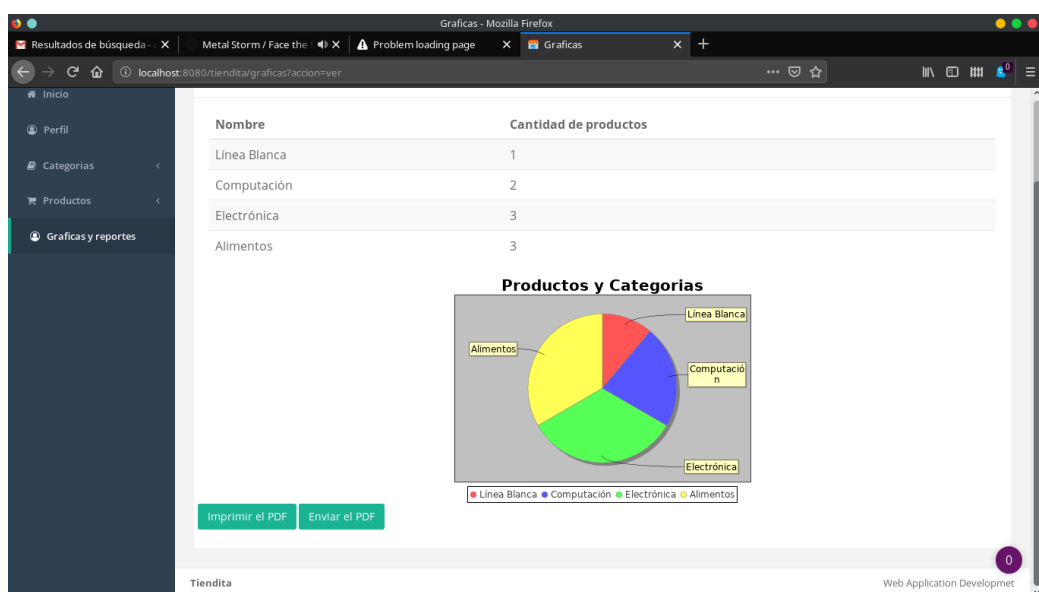 Graficas - Mozilla Firefox
Resultados de búsqueda -
Metal Storm / Face the
Problem loading page
Graficas
localhost:8080/tiendita/graficas?accion=ver
0
Inicio
Perfil
Categorias
Productos
Graficas y reportes
Nombre Cantidad de productos
Línea Blanca 1
Computación 2
Electrónica 3
Alimentos 3
Productos y Categorias
Línea Blanca
Alimentos
Computació
n
Electrónica
Línea Blanca Computación Electrónica Alimentos
Imprimir el PDF Enviar el PDF
0
Tiendita Web Application Developmet